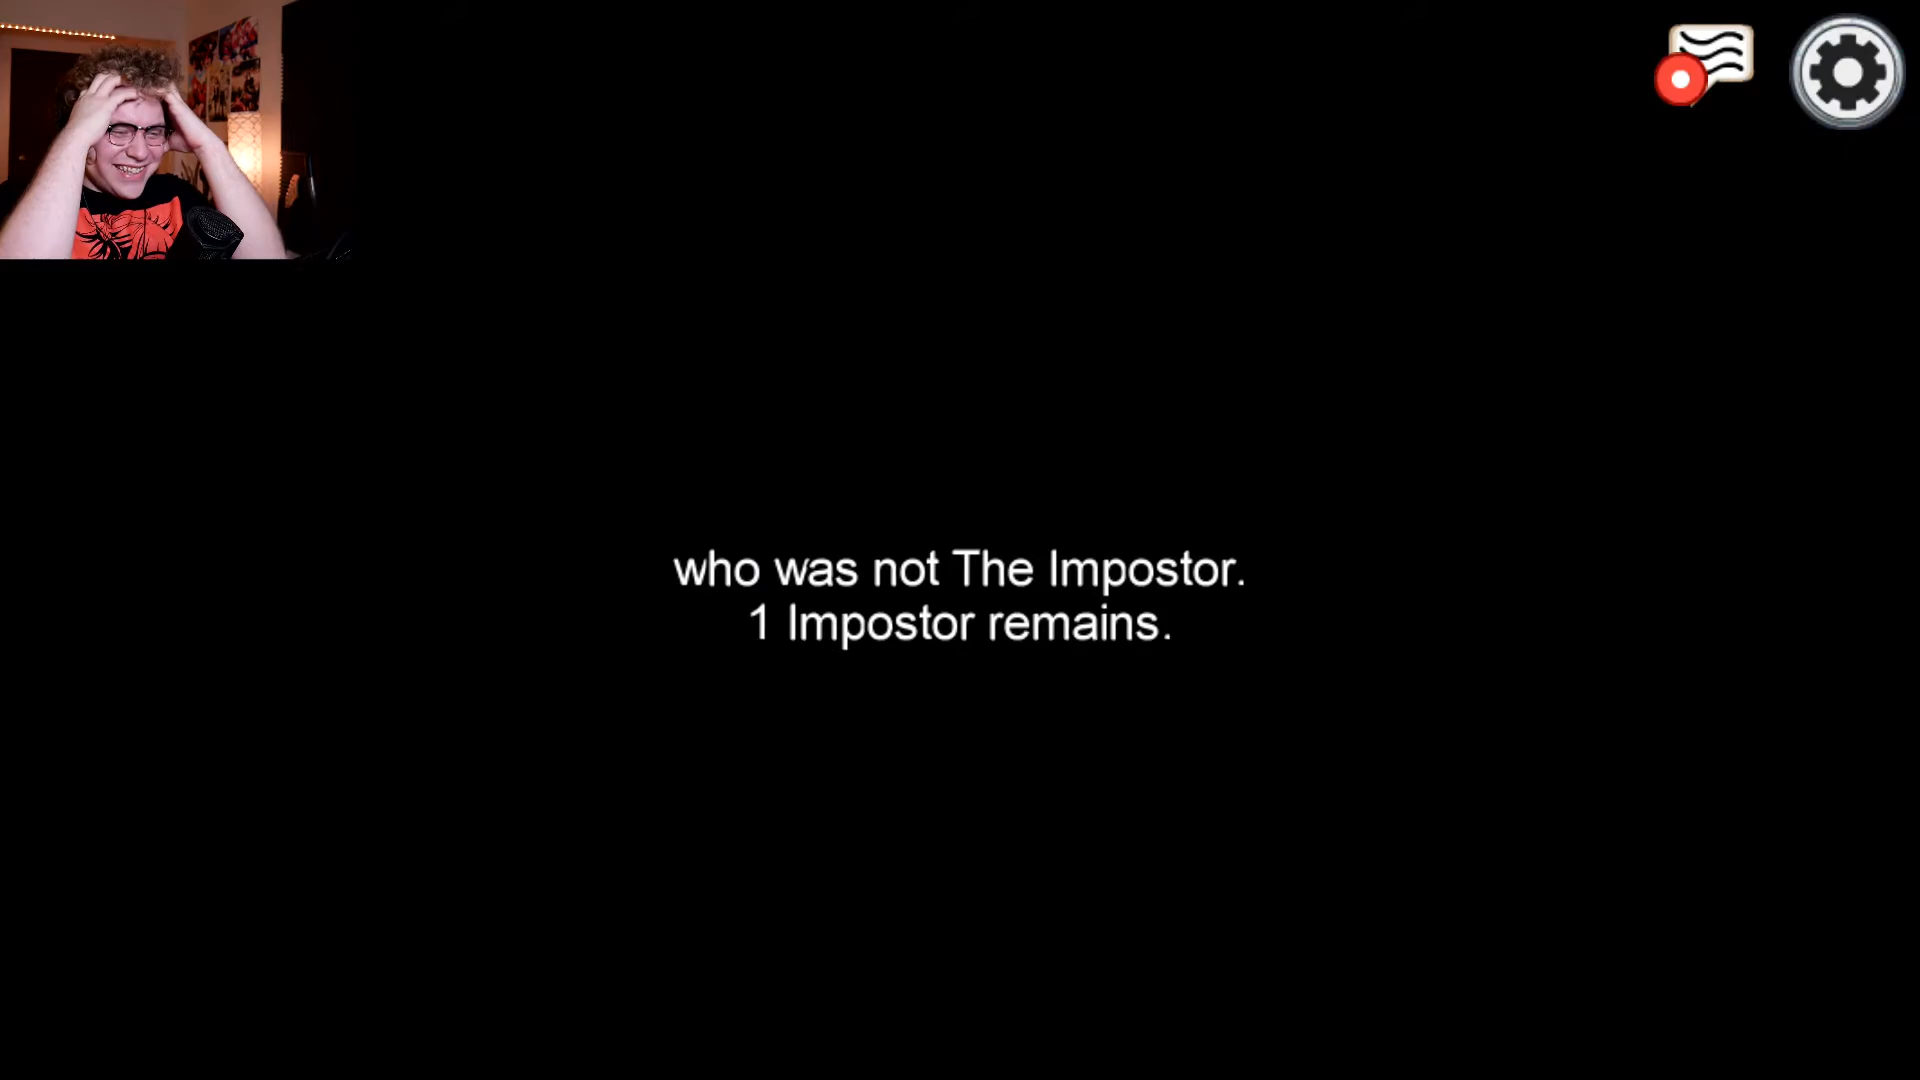 who was not The Impostor.
1 Impostor remains.